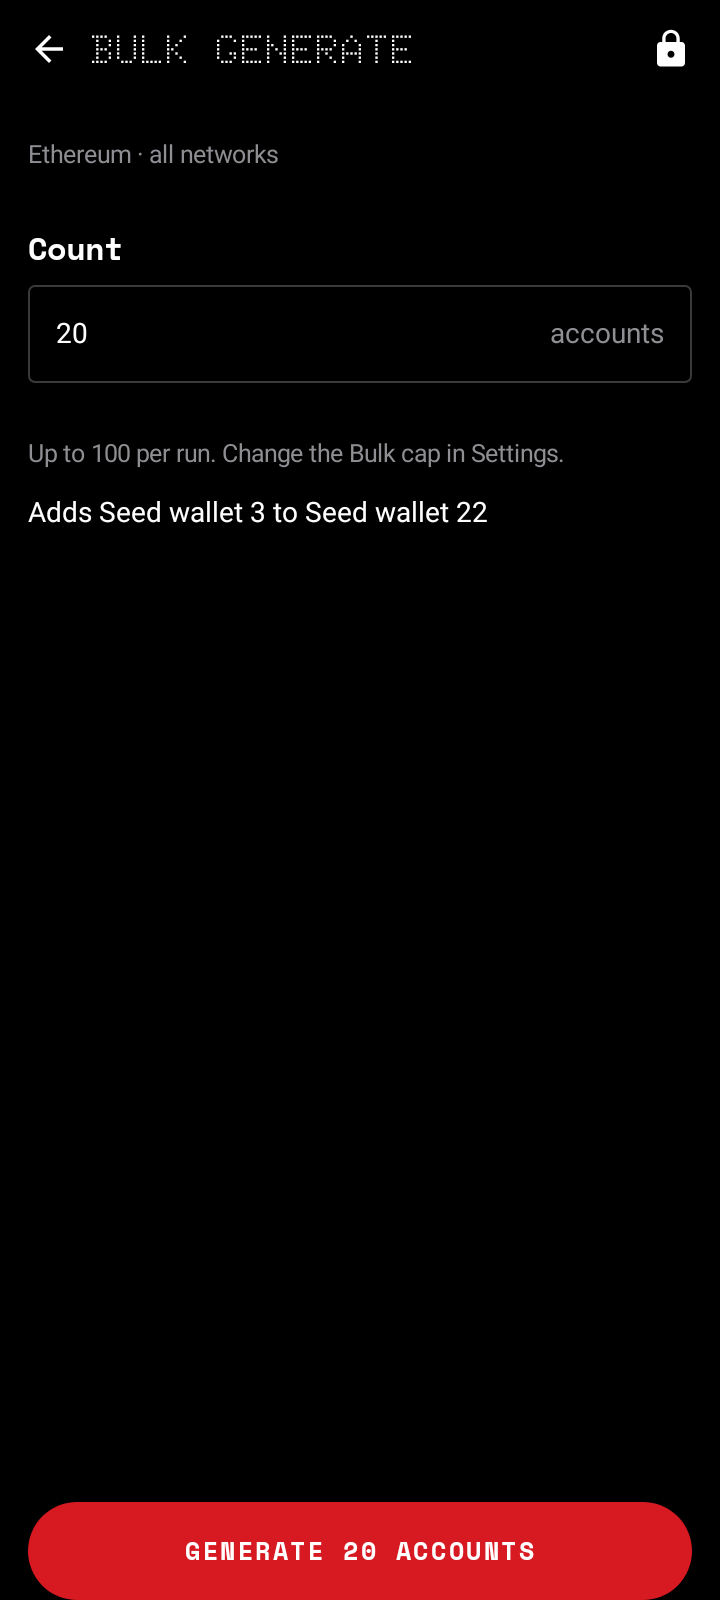 BULK GENERATE
Ethereum · all networks
Count
20 accounts
Up to 100 per run. Change the Bulk cap in Settings.
Adds Seed wallet 3 to Seed wallet 22
GENERATE 20 ACCOUNTS